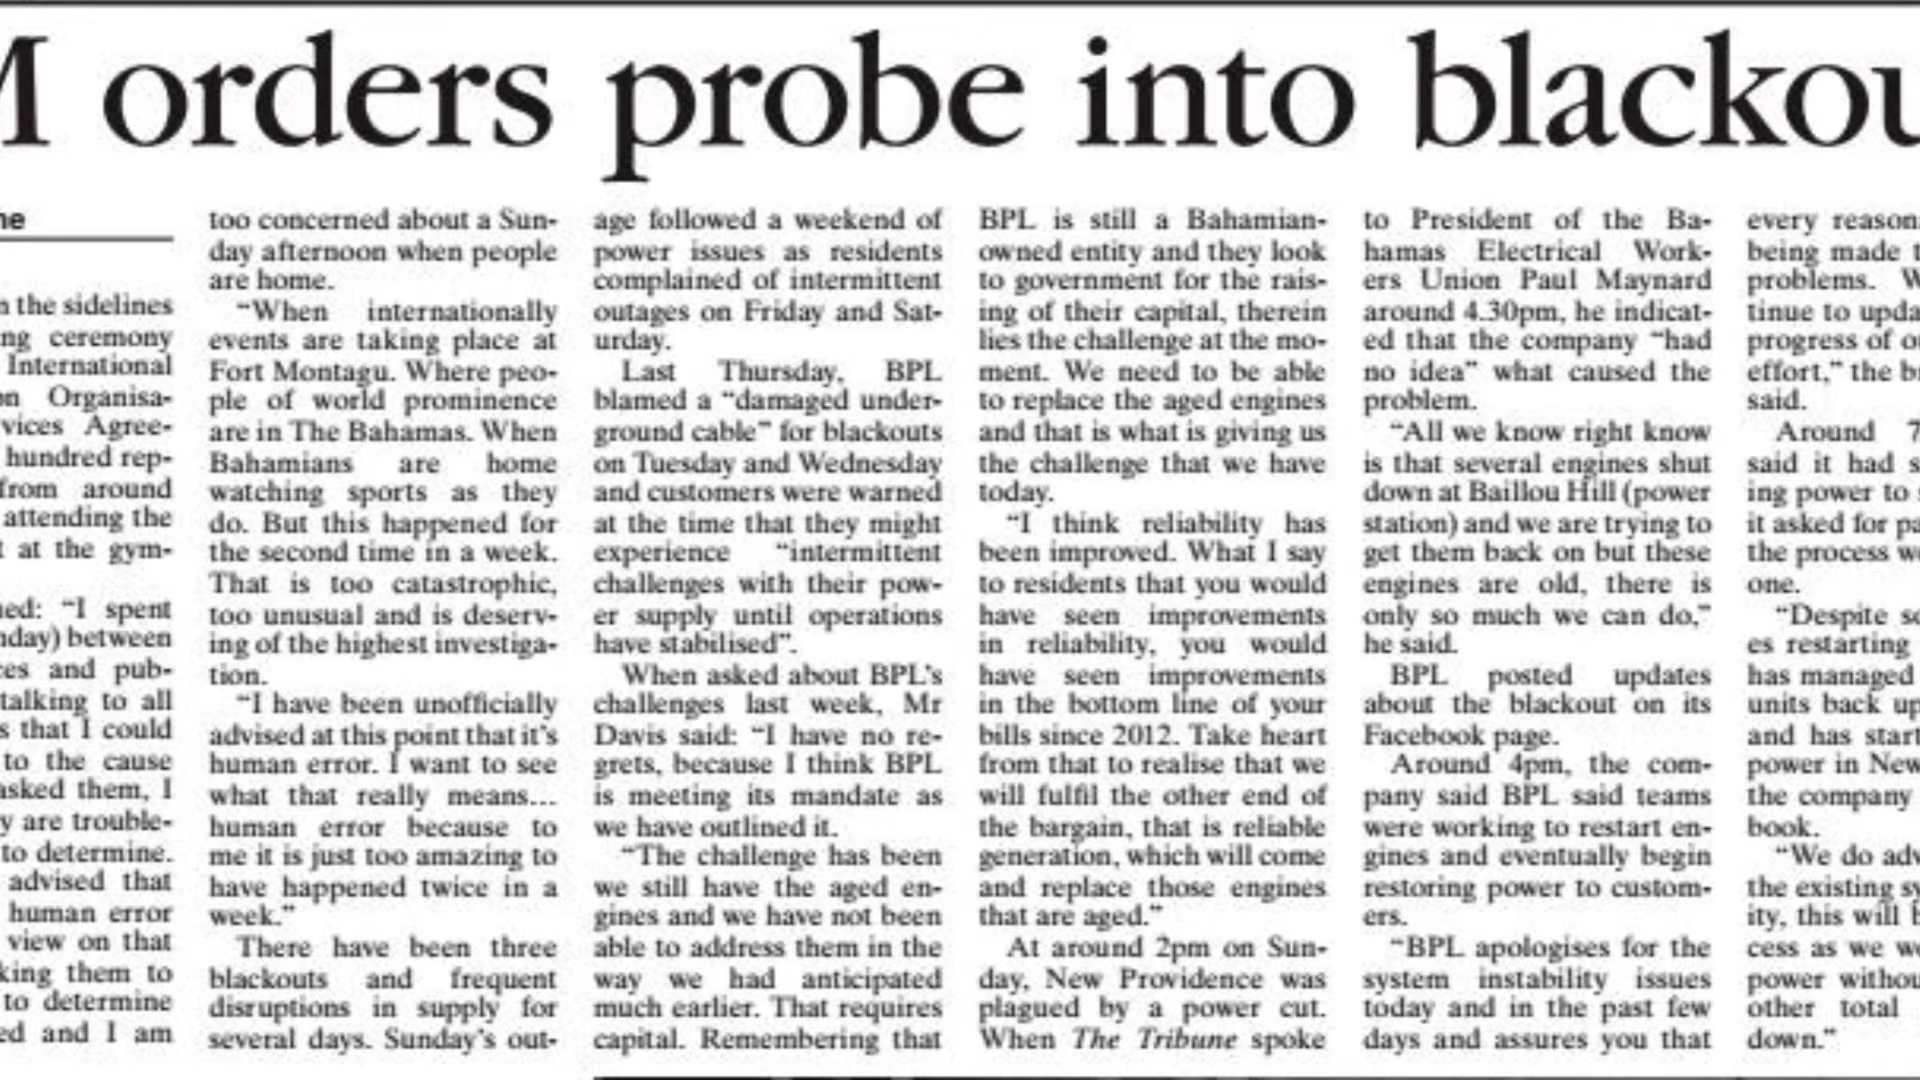 orders probe into
the sidelines
ceremony
International
Organisa-
Agree-
hundred rep-
from around
attending the
at the gym-
"I spent
between
and pub-
talking to all
that I could
to the cause
asked them, I
are trouble-
to determine.
advised that
human error
view on that
them to
to determine
and I am
too concerned about a Sun-
day afternoon when people
are home.
"When internationally
events are taking place at
Fort Montagu. Where peo-
ple of world prominence
are in The Bahamas. When
Bahamians are home
watching sports as they
do. But this happened for
the second time in a week.
That is too catastrophic,
too unusual and is deserv-
ing of the highest investiga-
tion.
"I have been unofficially
advised at this point that it's
human error. I want to see
what that really means...
human error because to
me it is just too amazing to
have happened twice in a
week."
There have been three
blackouts and frequent
disruptions in supply for
several days. Sunday's out-
age followed a weekend of
power issues as residents
complained of intermittent
outages on Friday and Sat-
urday.
Last Thursday, BPL
blamed a "damaged under-
ground cable" for blackouts
on Tuesday and Wednesday
and customers were warned
at the time that they might
experience "intermittent
challenges with their pow-
er supply until operations
have stabilised".
When asked about BPL's
challenges last week, Mr
Davis said: "I have no re-
grets, because I think BPL
is meeting its mandate as
we have outlined it.
"The challenge has been
we still have the aged en-
gines and we have not been
able to address them in the
way we had anticipated
much earlier. That requires
capital. Remembering that
BPL is still a Bahamian-
owned entity and they look
to government for the rais-
ing of their capital, therein
lies the challenge at the mo-
ment. We need to be able
to replace the aged engines
and that is what is giving us
the challenge that we have
today.
"I think reliability has
been improved. What I say
to residents that you would
have seen improvements
in reliability, you would
have seen improvements
in the bottom line of your
bills since 2012. Take heart
from that to realise that we
will fulfil the other end of
the bargain, that is reliable
generation, which will come
and replace those engines
that are aged."
At around 2pm on Sun-
day, New Providence was
plagued by a power cut.
When The Tribune spoke
to President of the Ba-
hamas Electrical Work-
ers Union Paul Maynard
around 4.30pm, he indicat-
ed that the company "had
no idea" what caused the
problem.
"All we know right know
is that several engines shut
down at Baillou Hill (power
station) and we are trying to
get them back on but these
engines are old, there is
only so much we can do,"
he said.
BPL posted updates
about the blackout on its
Facebook page.
Around 4pm, the com-
pany said BPL said teams
were working to restart en-
gines and eventually begin
restoring power to custom-
ers.
"BPL apologises for the
system instability issues
today and in the past few
days and assures you that
every
being made
problems.
tinue to
progress of
effort," the
said.
Around
said it had
ing power to
it asked for
the process
one.
"Despite
es restarting
has managed
units back up
and has
power in New
the company
book.
"We do
the existing
ity, this will
cess as we
power
other total
down."